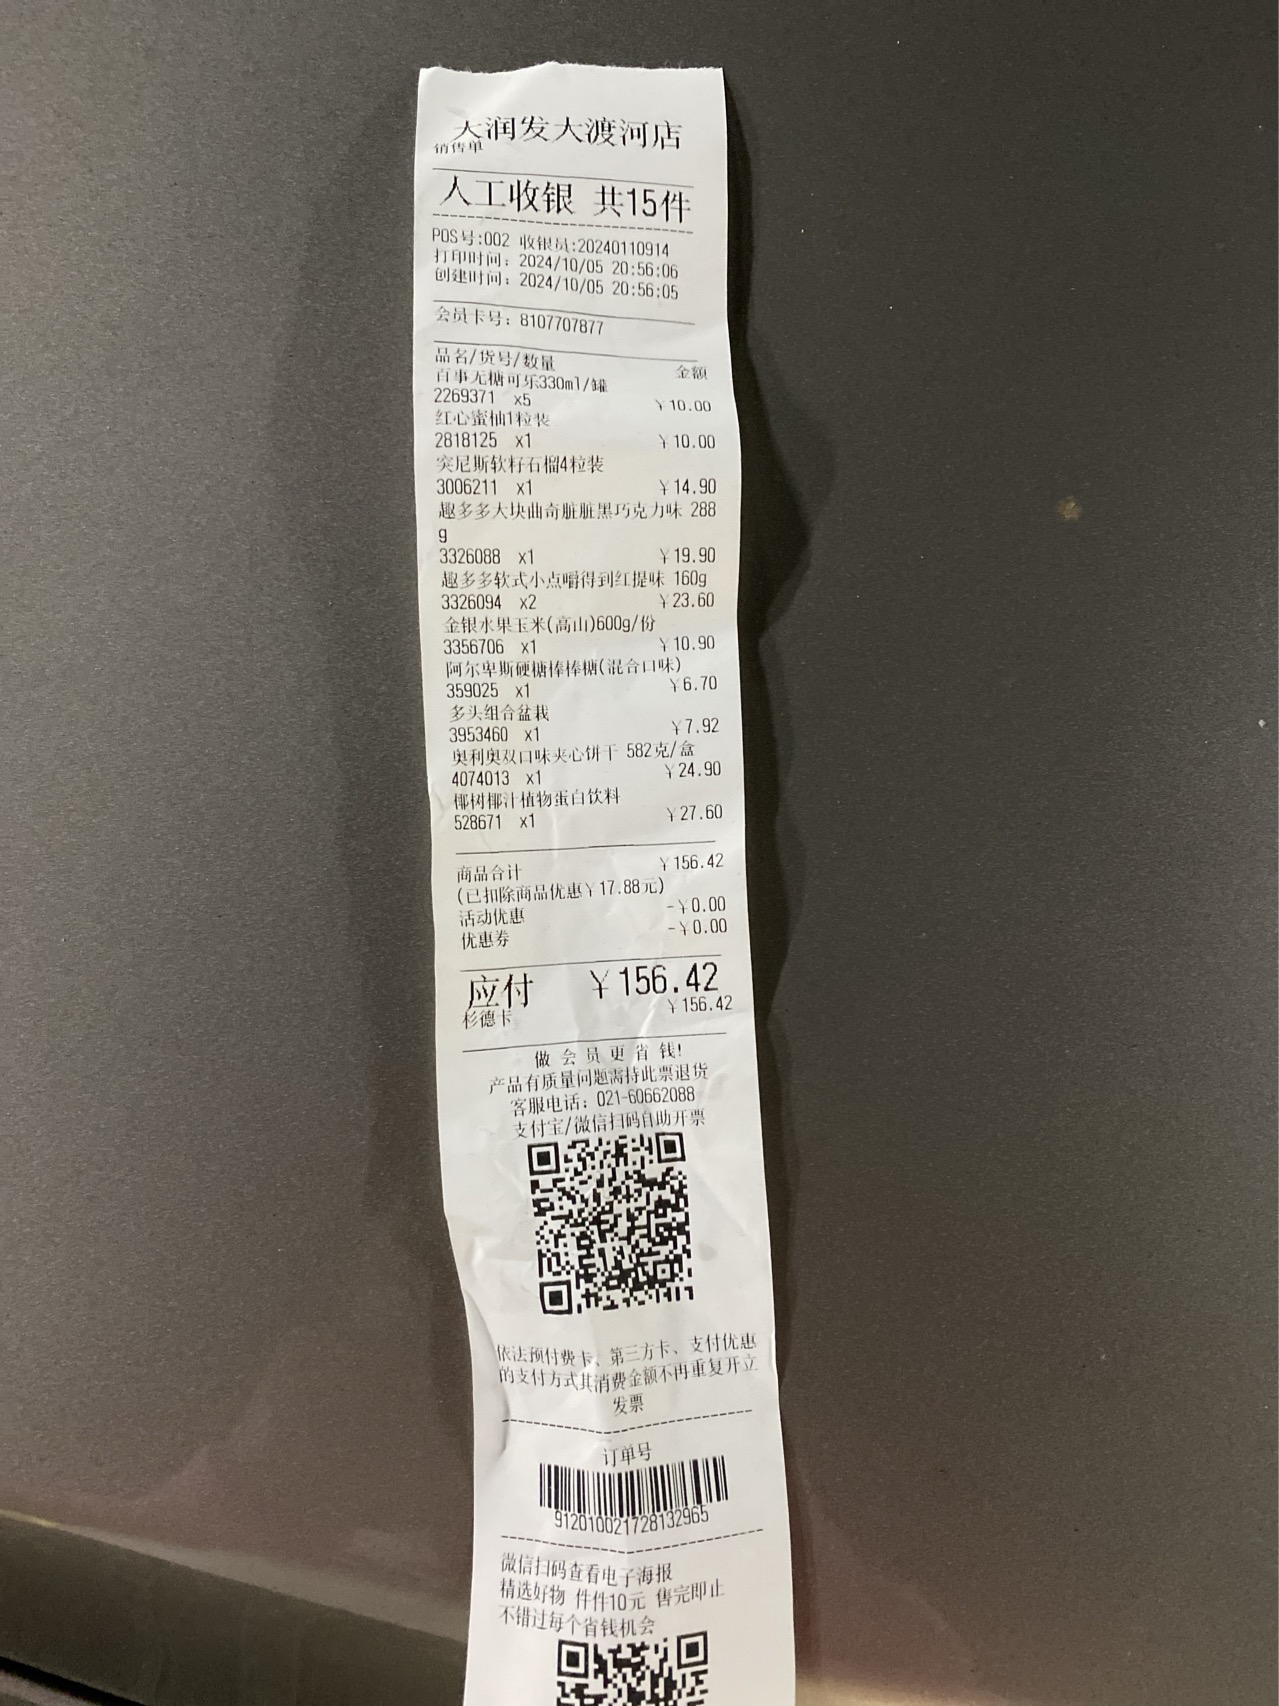 大润发大渡河店
销售单
人工收银 共15件
POS号:002 收银员:20240110914
打印时间: 2024/10/05 20:56:06
创建时间: 2024/10/05 20:56:05
会员卡号: 8107707877
品名/货号/数量 金额
百事无糖可乐330ml/罐
2269371 x5 ¥10.00
红心蜜柚1粒装
2818125 x1 ¥10.00
突尼斯软籽石榴4粒装
3006211 x1 ¥14.90
趣多多大块曲奇脏脏黑巧克力味 288
g
3326088 x1 ¥19.90
趣多多软式小点嚼得到红提味 160g
3326094 x2 ¥23.60
金银水果玉米(高山)600g/份
3356706 x1 ¥10.90
阿尔卑斯硬糖棒棒糖(混合口味)
359025 x1 ¥6.70
多头组合盆栽
3953460 x1 ¥7.92
奥利奥双口味夹心饼干 582克/盒
4074013 x1 ¥24.90
椰树椰汁植物蛋白饮料
528671 x1 ¥27.60
商品合计 ¥156.42
(已扣除商品优惠¥17.88元)
活动优惠 -¥0.00
优惠券 -¥0.00
应付 ¥156.42
杉德卡 ¥156.42
做 会 员 更 省 钱!
产品有质量问题需持此票退货
客服电话: 021-60662088
支付宝/微信扫码自助开票
依法预付费卡、第三方卡、支付优惠
的支付方式其消费金额不再重复开立
发票
订单号
912010021728132965
微信扫码查看电子海报
精选好物 件件10元 售完即止
不错过每个省钱机会